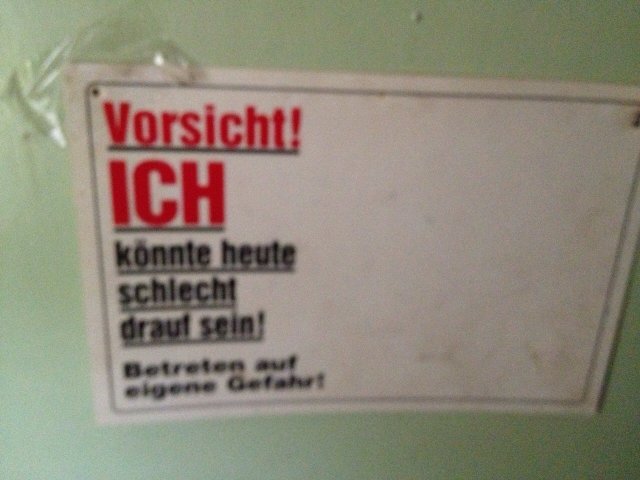 Vorsicht!
ICH
könnte heute
schlecht
drauf sein!
Betreten auf
eigene Gefahr!